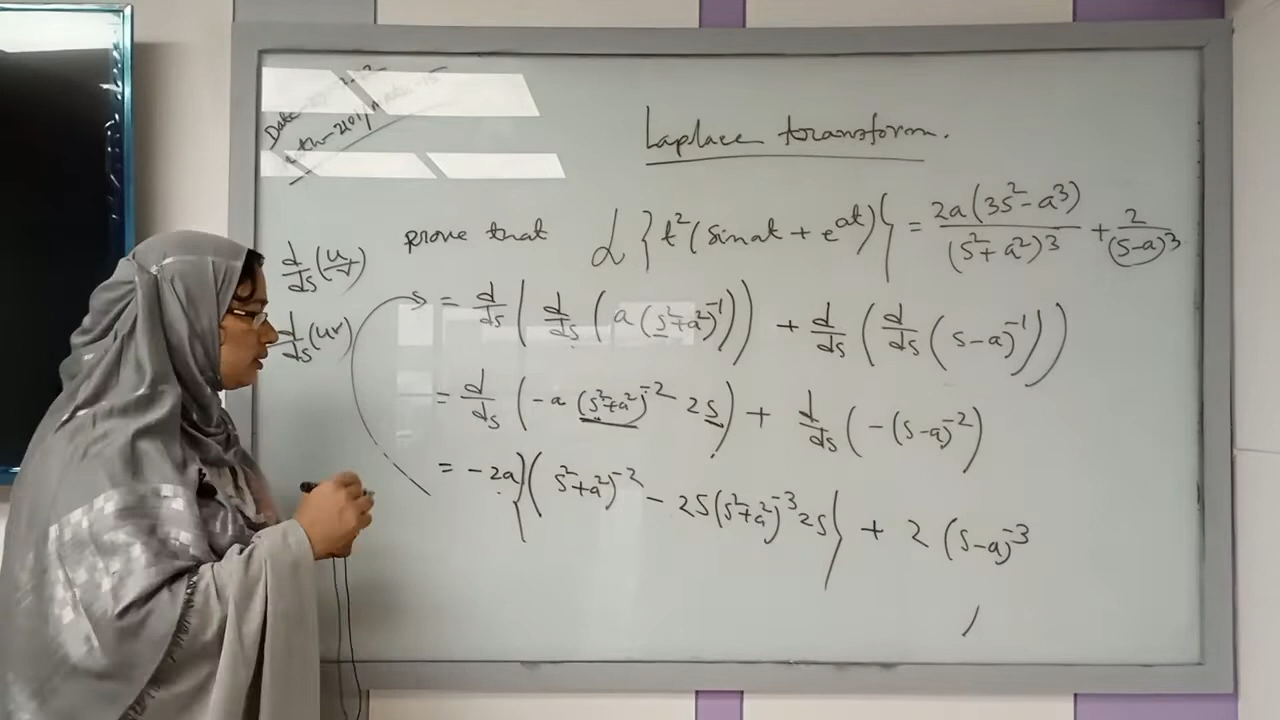 Date
Laplace transform.
prove that L{t²(sinat + e^{at})} = 2a(3s²-a³)/(s²+a²)³ + 2/(s-a)³
d/ds(u/v)
= d/ds(d/ds(a(s²+a²)^{-1})) + d/ds(d/ds(s-a)^{-1})
d/ds(uv)
= d/ds(-a(s²+a²)^{-2} 2s) + d/ds(-(s-a)^{-2})
= -2a{(s²+a²)^{-2} - 2s(s²+a²)^{-3} 2s} + 2(s-a)^{-3}